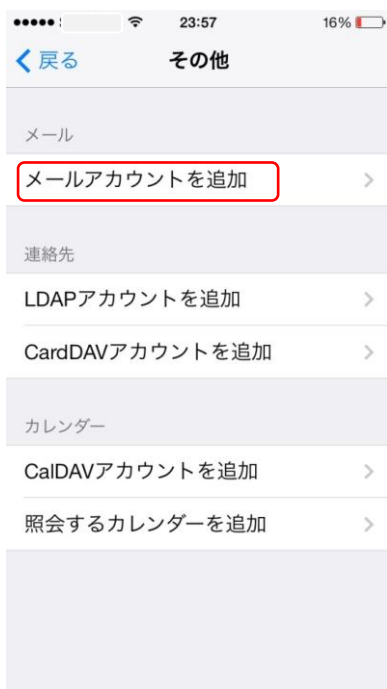 23:57 16%
戻る その他
メール
メールアカウントを追加
連絡先
LDAPアカウントを追加
CardDAVアカウントを追加
カレンダー
CalDAVアカウントを追加
照会するカレンダーを追加